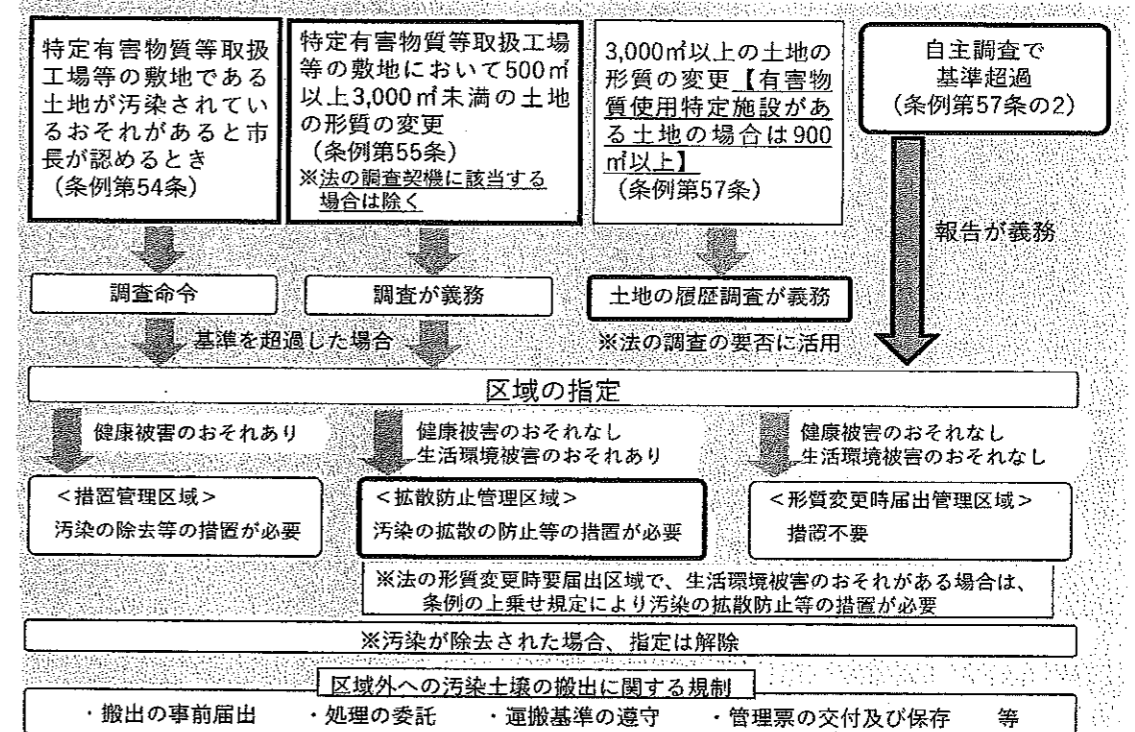 特定有害物質等取扱
工場等の敷地である
土地が汚染されてい
るおそれがあると市
長が認めるとき
（条例第54条）
特定有害物質等取扱工場
等の敷地において500㎡
以上3,000㎡未満の土地
の形質の変更
（条例第55条）
※法の調査契機に該当する
場合は除く
3,000㎡以上の土地の
形質の変更【有害物
質使用特定施設があ
る土地の場合は900
㎡以上】
（条例第57条）
自主調査で
基準超過
（条例第57条の2）
報告が義務
調査命令
調査が義務
土地の履歴調査が義務
基準を超過した場合
※法の調査の要否に活用
区域の指定
健康被害のおそれあり
健康被害のおそれなし
生活環境被害のおそれあり
健康被害のおそれなし
生活環境被害のおそれなし
＜措置管理区域＞
汚染の除去等の措置が必要
＜拡散防止管理区域＞
汚染の拡散の防止等の措置が必要
＜形質変更時届出管理区域＞
措置不要
※法の形質変更時要届出区域で、生活環境被害のおそれがある場合は、
条例の上乗せ規定により汚染の拡散防止等の措置が必要
※汚染が除去された場合、指定は解除
区域外への汚染土壌の搬出に関する規制
・搬出の事前届出 ・処理の委託 ・運搬基準の遵守 ・管理票の交付及び保存 等